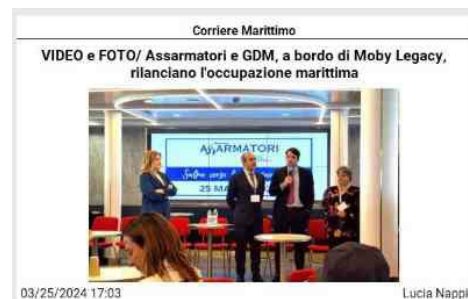 Corriere Marittimo
VIDEO e FOTO/ Assarmatori e GDM, a bordo di Moby Legacy,
rilanciano l'occupazione marittima
ASSARMATORI
25
03/25/2024 17:03
Lucia Nappi